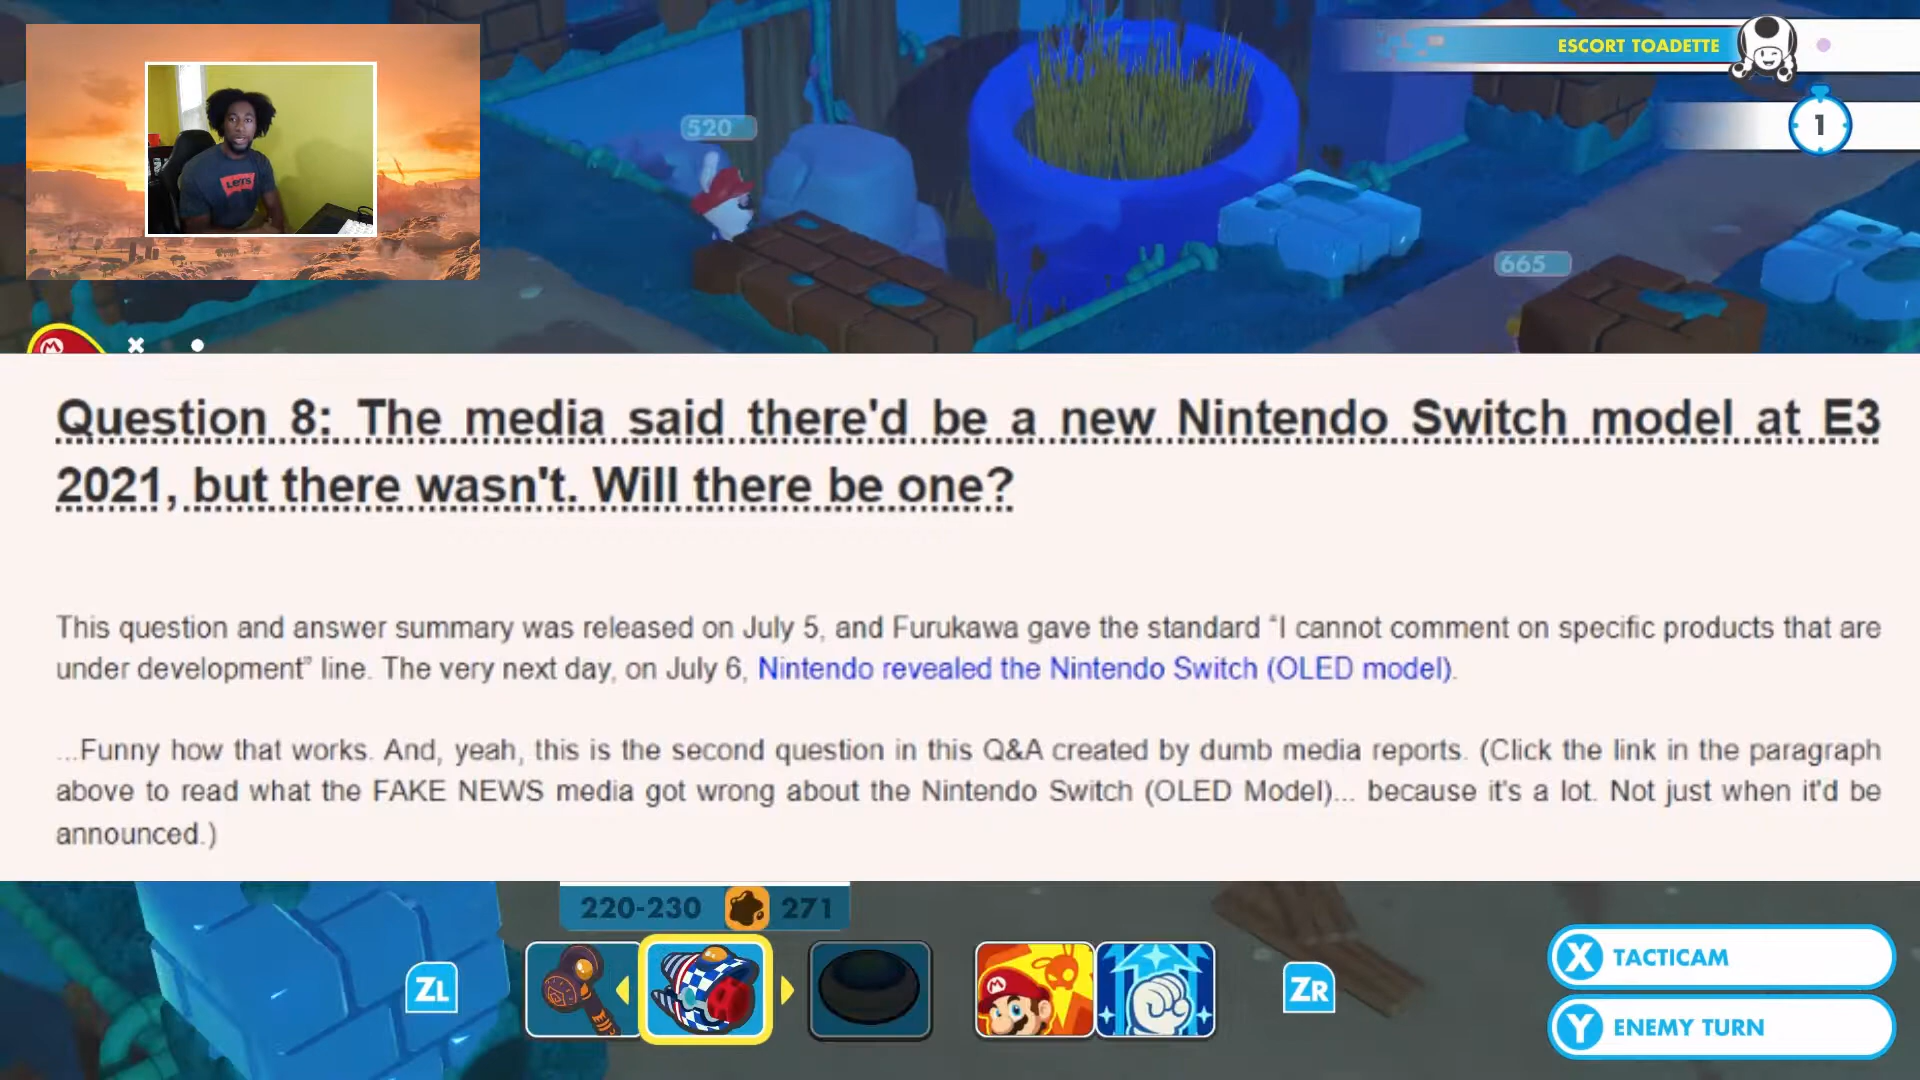 ESCORT TOADETTE
520
1
LEVI'S
665
Question 8: The media said there'd be a new Nintendo Switch model at E3
2021, but there wasn't. Will there be one?
This question and answer summary was released on July 5, and Furukawa gave the standard “I cannot comment on specific products that are
under development” line. The very next day, on July 6, Nintendo revealed the Nintendo Switch (OLED model).
...Funny how that works. And, yeah, this is the second question in this Q&A created by dumb media reports. (Click the link in the paragraph
above to read what the FAKE NEWS media got wrong about the Nintendo Switch (OLED Model)... because it's a lot. Not just when it'd be
announced.)
220-230 271
ZL
ZR
X TACTICAM
Y ENEMY TURN